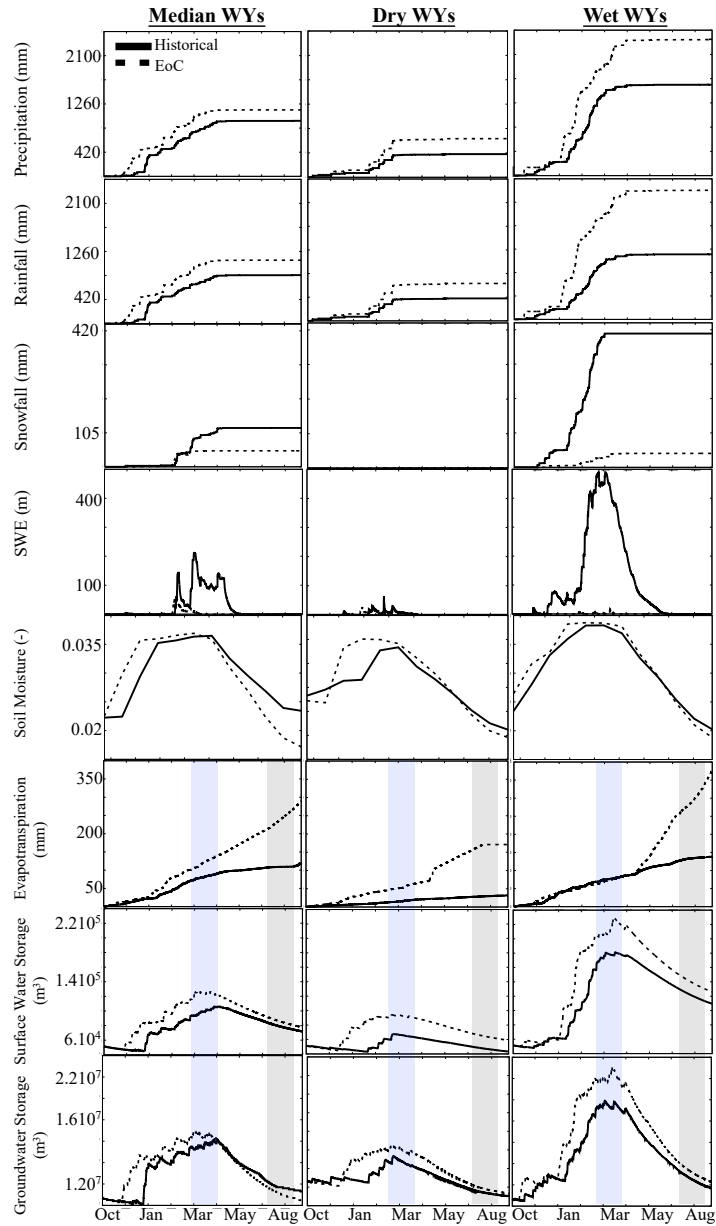 Median WYs Dry WYs Wet WYs
Historical
EoC
Precipitation (mm)
2100
1260
420
Rainfall (mm)
2100
1260
420
Snowfall (mm)
420
105
SWE (m)
400
100
Soil Moisture (-)
0.035
0.02
Evapotranspiration
(mm)
350
200
50
Surface Water Storage
(m³)
2.210⁵
1.410⁵
6.10⁴
Groundwater Storage
(m³)
2.210⁷
1.610⁷
1.20⁷
Oct Jan Mar May Aug Oct Jan Mar May Aug Oct Jan Mar May Aug